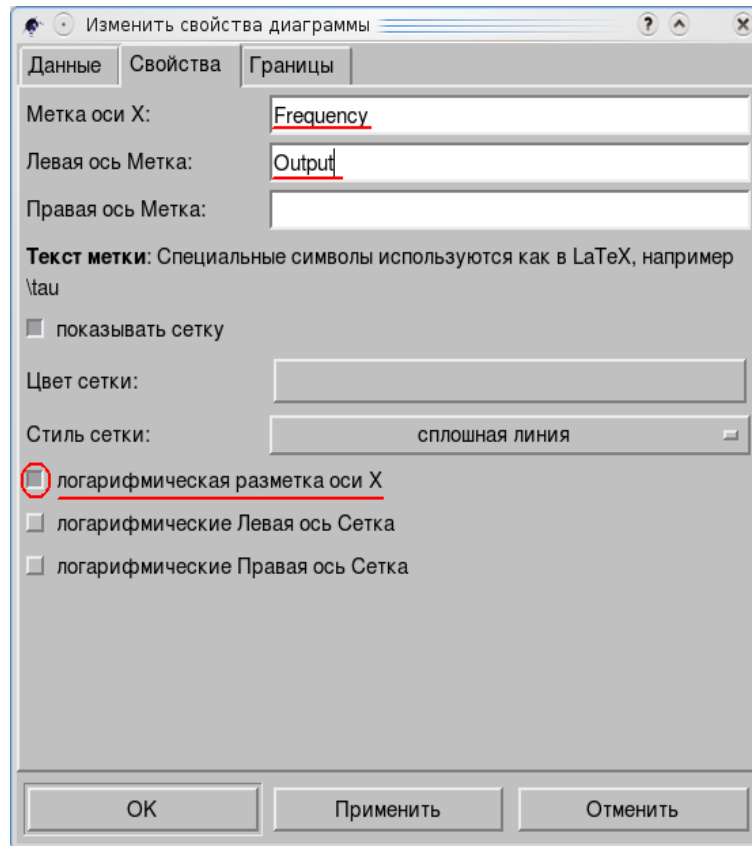 Изменить свойства диаграммы
Данные Свойства Границы
Метка оси X: Frequency
Левая ось Метка: Output
Правая ось Метка:
Текст метки: Специальные символы используются как в LaTeX, например
\tau
показывать сетку
Цвет сетки:
Стиль сетки: сплошная линия
логарифмическая разметка оси X
логарифмические Левая ось Сетка
логарифмические Правая ось Сетка
OK Применить Отменить